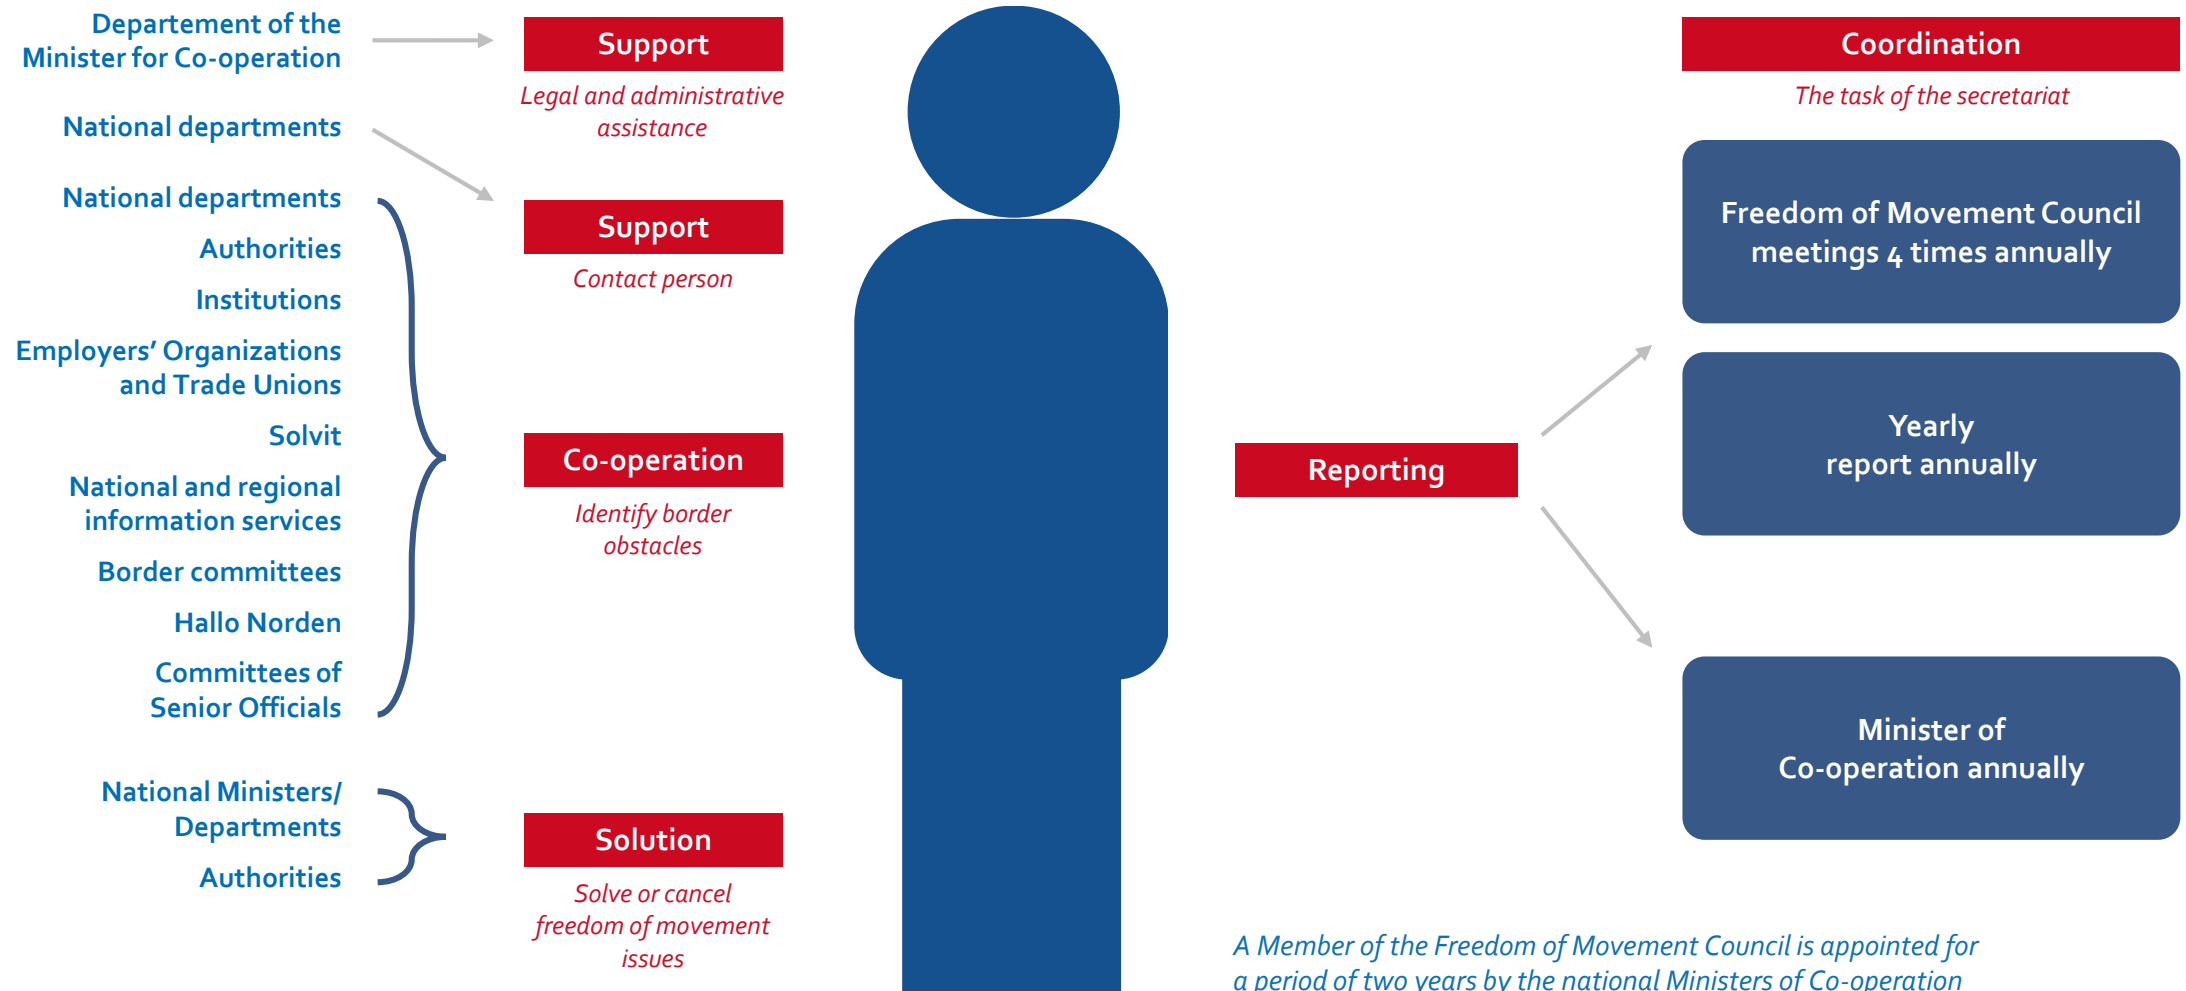 Departement of the
Minister for Co-operation
National departments
National departments
Authorities
Institutions
Employers’ Organizations
and Trade Unions
Solvit
National and regional
information services
Border committees
Hallo Norden
Committees of
Senior Officials
National Ministers/
Departments
Authorities
Support
Legal and administrative
assistance
Support
Contact person
Co-operation
Identify border
obstacles
Solution
Solve or cancel
freedom of movement
issues
Reporting
Coordination
The task of the secretariat
Freedom of Movement Council
meetings 4 times annually
Yearly
report annually
Minister of
Co-operation annually
A Member of the Freedom of Movement Council is appointed for
a period of two years by the national Ministers of Co-operation